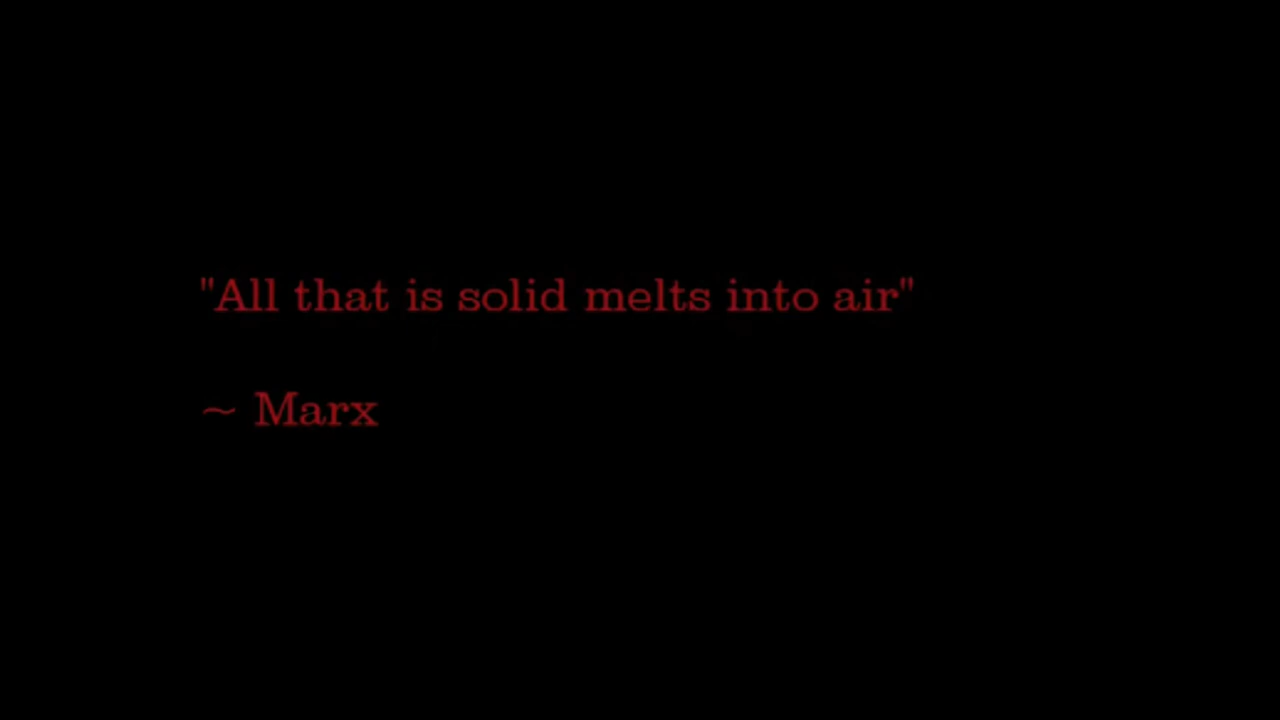 "All that is solid melts into air"
~ Marx